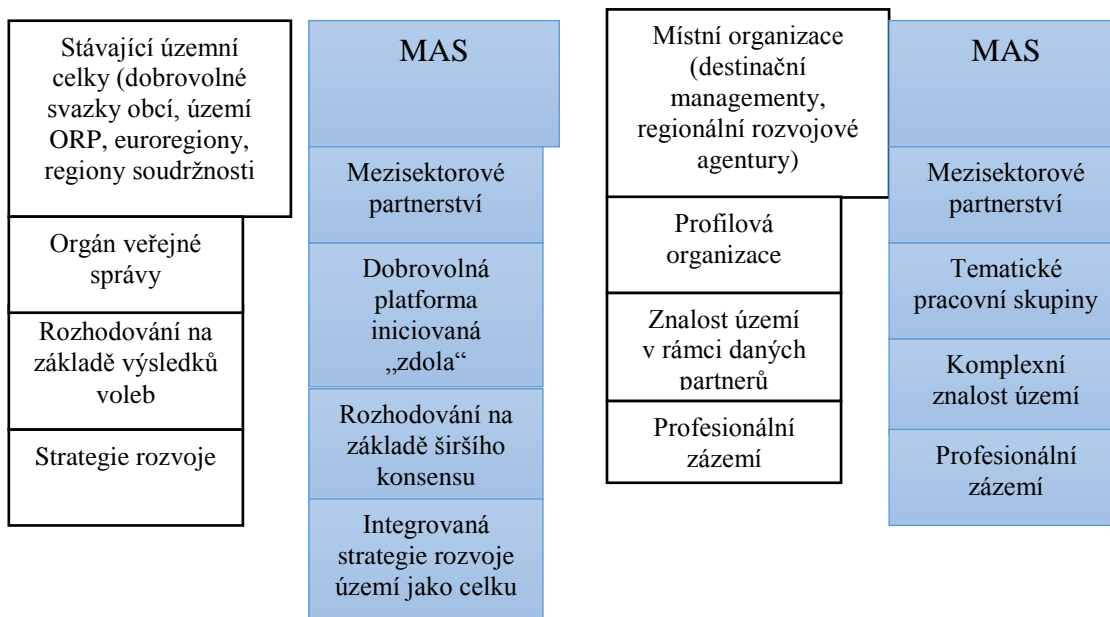 Stávající územní
celky (dobrovolné
svazky obcí, území
ORP, euroregiony,
regiony soudržnosti
Orgán veřejné
správy
Rozhodování na
základě výsledků
voleb
Strategie rozvoje
MAS
Mezisektorové
partnerství
Dobrovolná
platforma
iniciovaná
„zdola“
Rozhodování na
základě širšího
konsensu
Integrovaná
strategie rozvoje
území jako celku
Místní organizace
(destinační
managementy,
regionální rozvojové
agentury)
Profilová
organizace
Znalost území
v rámci daných
partnerů
Profesionální
zázemí
MAS
Mezisektorové
partnerství
Tematické
pracovní skupiny
Komplexní
znalost území
Profesionální
zázemí